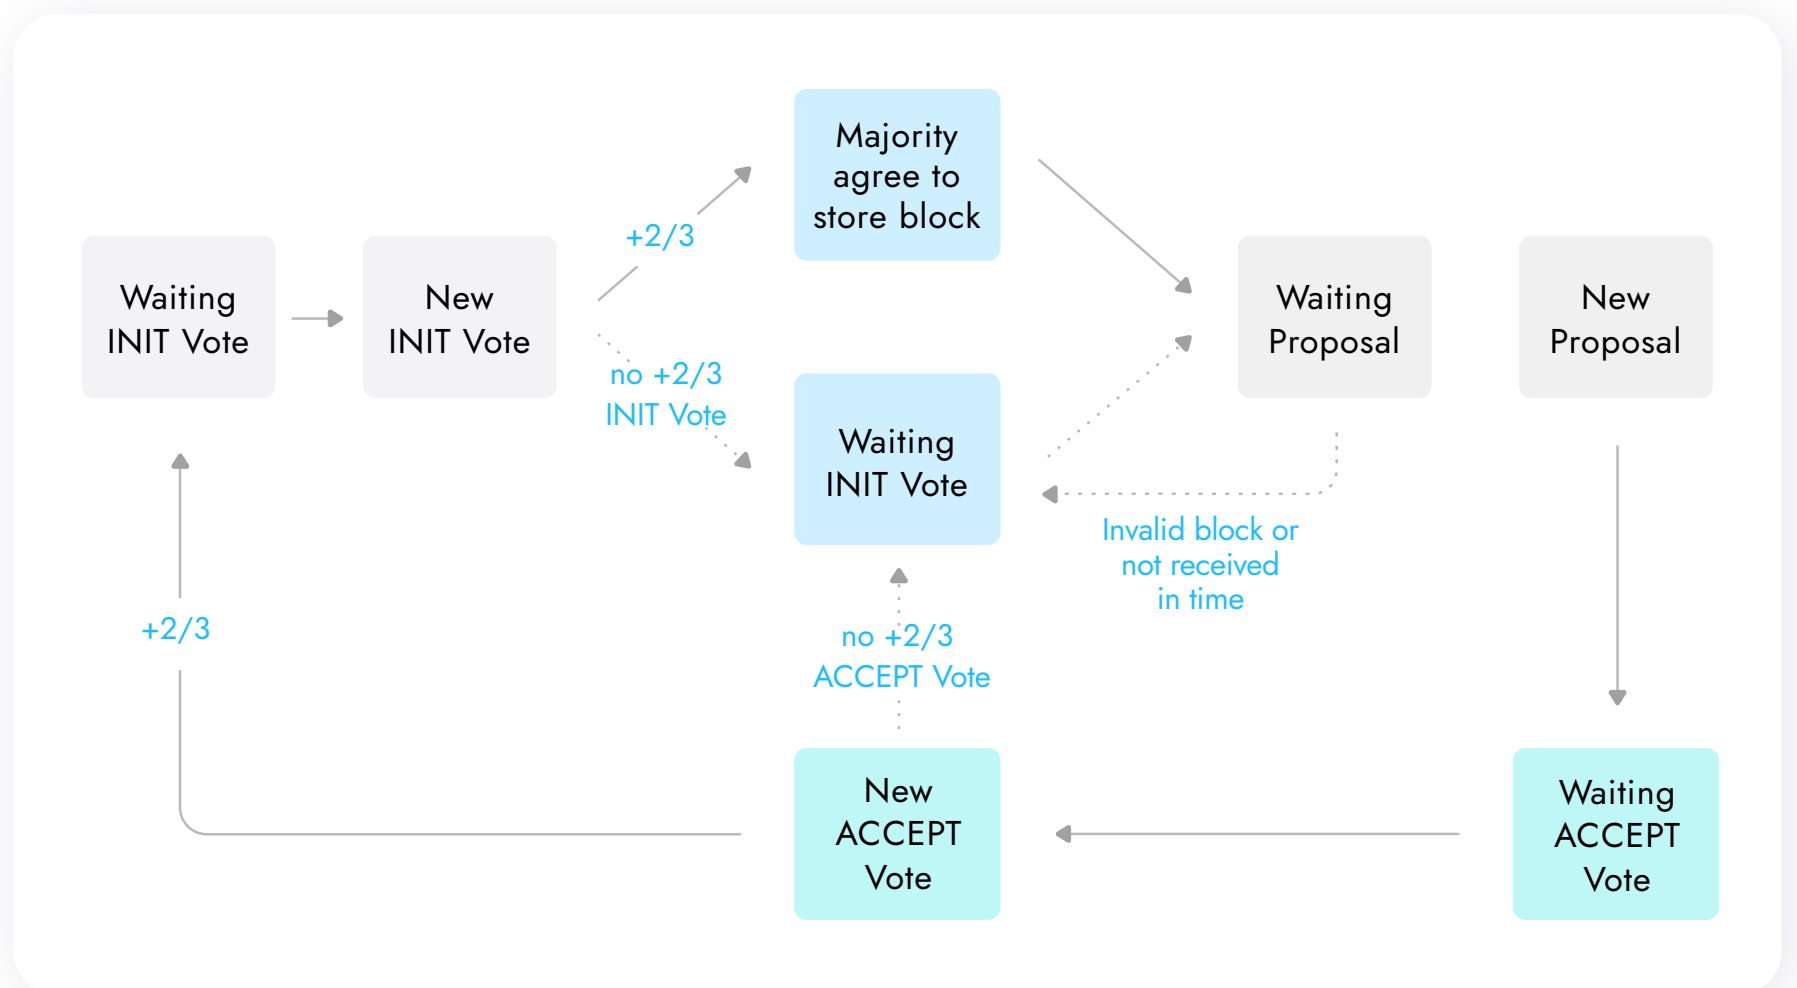 Majority
agree to
store block
+2/3
Waiting
INIT Vote
New
INIT Vote
Waiting
Proposal
New
Proposal
no +2/3
INIT Vote
Waiting
INIT Vote
Invalid block or
not received
in time
+2/3
no +2/3
ACCEPT Vote
New
ACCEPT
Vote
Waiting
ACCEPT
Vote